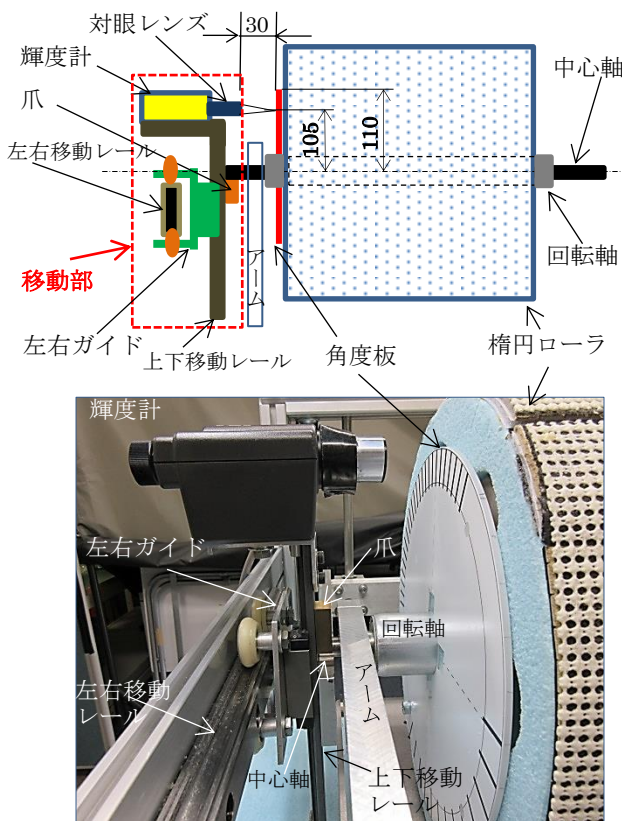 対眼レンズ
30
輝度計
中心軸
爪
105
110
左右移動レール
アーム
回転軸
移動部
左右ガイド
上下移動レール
角度板
楕円ローラ
輝度計
左右ガイド
爪
回転軸
アーム
左右移動
レール
中心軸
上下移動
レール